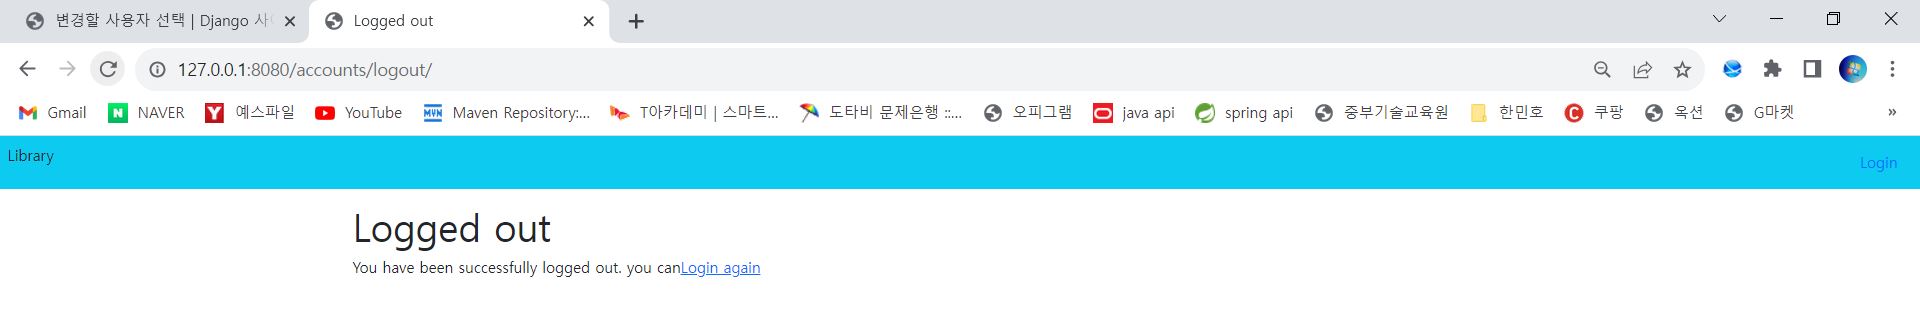 변경할 사용자 선택 | Django 사이
Logged out
127.0.0.1:8080/accounts/logout/
Gmail NAVER 예스파일 YouTube Maven Repository:... T아카데미 | 스마트... 도타비 문제은행 ::... 오피그램 java api spring api 중부기술교육원 한민호 쿠팡 옥션 G마켓 »
Library
Login
Logged out
You have been successfully logged out. you canLogin again